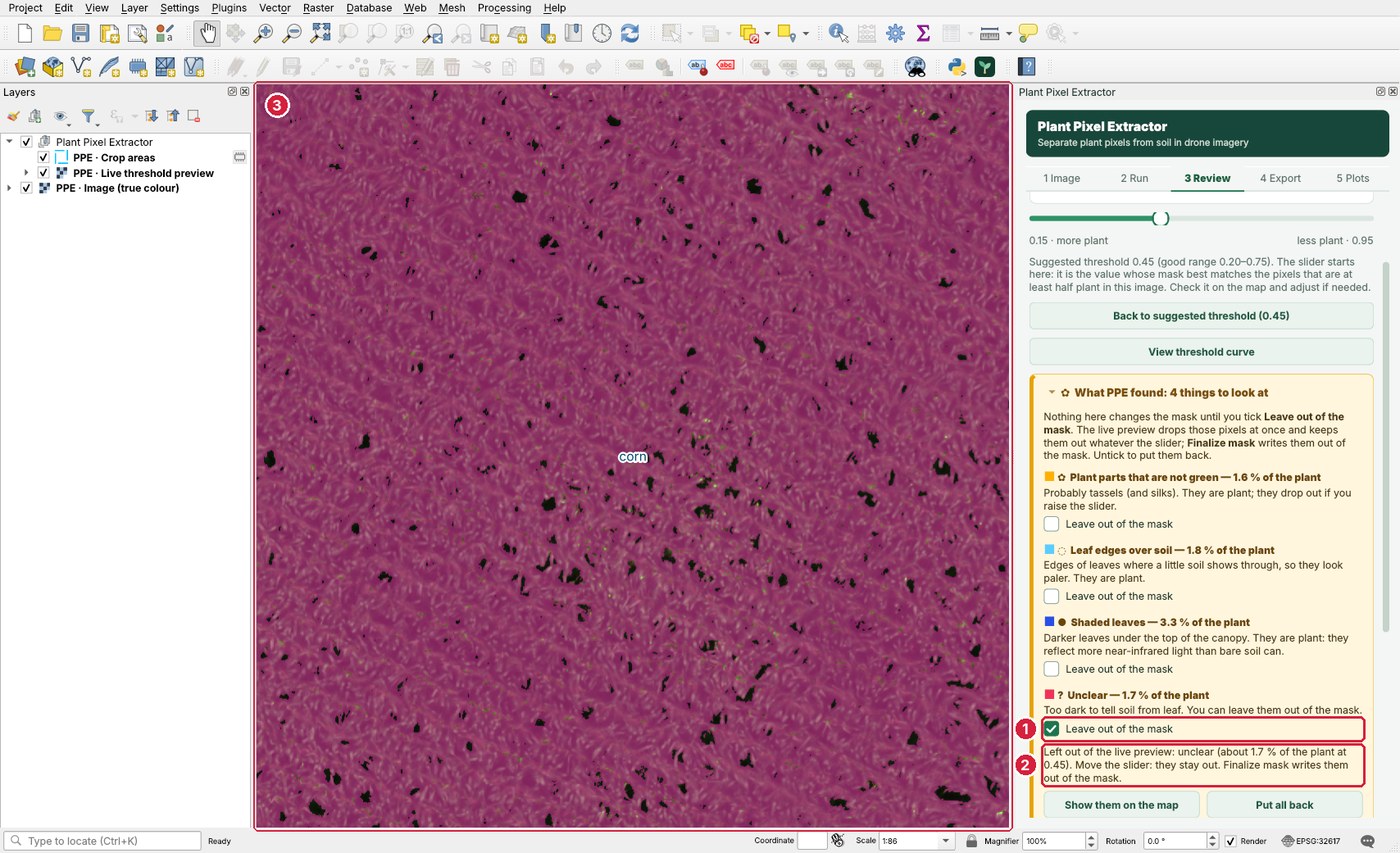 Project Edit View Layer Settings Plugins Vector Raster Database Web Mesh Processing Help
Layers
Plant Pixel Extractor
PPE · Crop areas
PPE · Live threshold preview
PPE · Image (true colour)
3
corn
Plant Pixel Extractor
Plant Pixel Extractor
Separate plant pixels from soil in drone imagery
1 Image 2 Run 3 Review 4 Export 5 Plots
0.15 · more plant less plant · 0.95
Suggested threshold 0.45 (good range 0.20–0.75). The slider starts
here: it is the value whose mask best matches the pixels that are at
least half plant in this image. Check it on the map and adjust if needed.
Back to suggested threshold (0.45)
View threshold curve
What PPE found: 4 things to look at
Nothing here changes the mask until you tick Leave out of the
mask. The live preview drops those pixels at once and keeps
them out whatever the slider; Finalize mask writes them out of
the mask. Untick to put them back.
Plant parts that are not green — 1.6 % of the plant
Probably tassels (and silks). They are plant; they drop out if you
raise the slider.
Leave out of the mask
Leaf edges over soil — 1.8 % of the plant
Edges of leaves where a little soil shows through, so they look
paler. They are plant.
Leave out of the mask
Shaded leaves — 3.3 % of the plant
Darker leaves under the top of the canopy. They are plant: they
reflect more near-infrared light than bare soil can.
Leave out of the mask
? Unclear — 1.7 % of the plant
Too dark to tell soil from leaf. You can leave them out of the mask.
1 Leave out of the mask
2
Left out of the live preview: unclear (about 1.7 % of the plant at
0.45). Move the slider: they stay out. Finalize mask writes them
out of the mask.
Show them on the map Put all back
Type to locate (Ctrl+K) Ready Coordinate Scale 1:86 Magnifier 100% Rotation 0.0 ° Render EPSG:32617